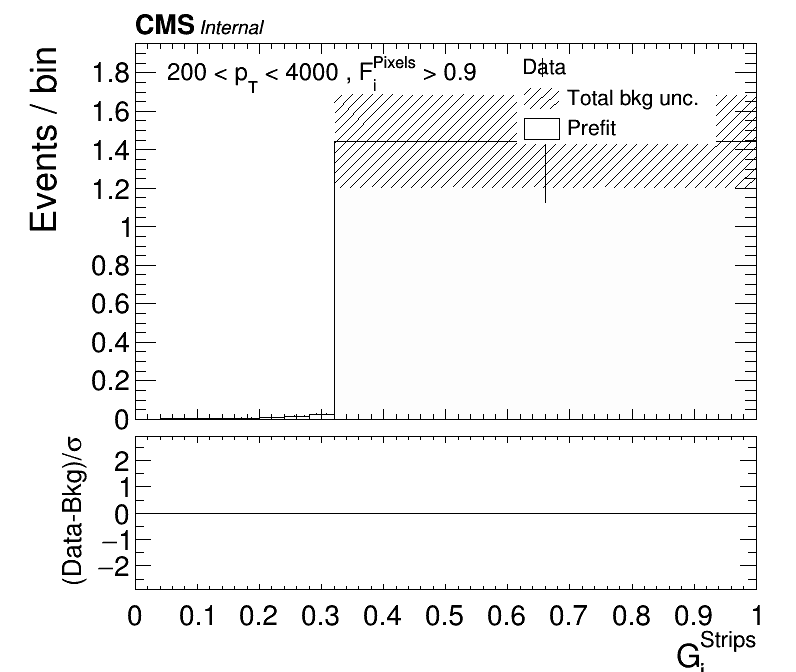 CMS Internal
200 < p_T < 4000 , F_i^Pixels > 0.9
Data
Total bkg unc.
Prefit
Events / bin
1.8
1.6
1.4
1.2
1
0.8
0.6
0.4
0.2
0
(Data-Bkg)/σ
2
1
0
−1
−2
0 0.1 0.2 0.3 0.4 0.5 0.6 0.7 0.8 0.9 1
G_i^Strips